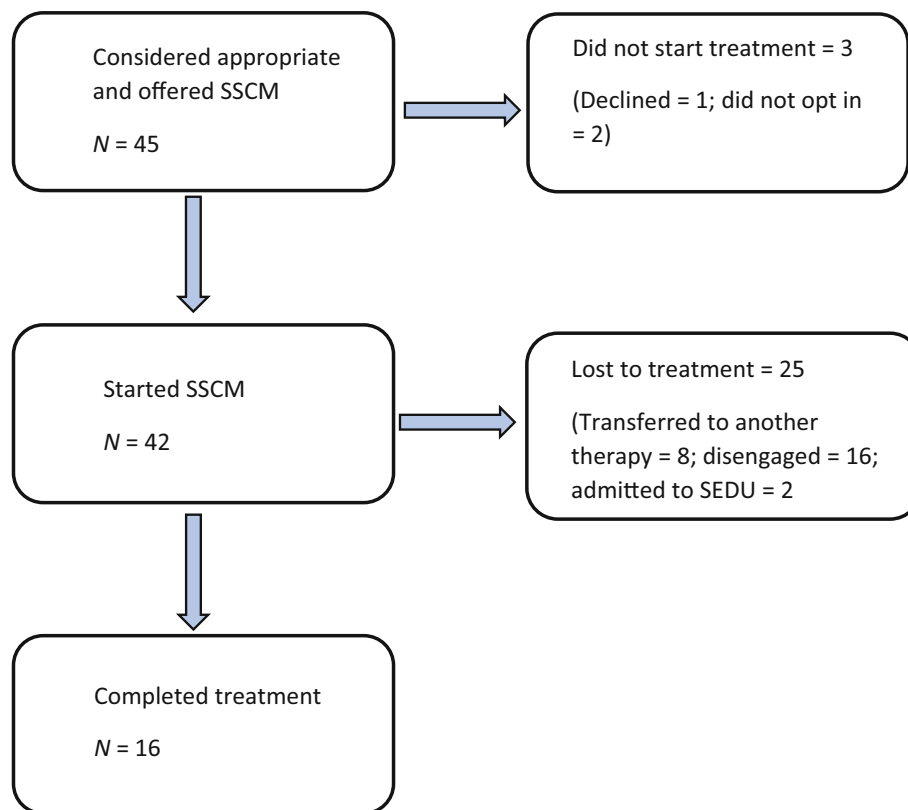 Considered appropriate
and offered SSCM
N = 45
Did not start treatment = 3
(Declined = 1; did not opt in
= 2)
Started SSCM
N = 42
Lost to treatment = 25
(Transferred to another
therapy = 8; disengaged = 16;
admitted to SEDU = 2
Completed treatment
N = 16